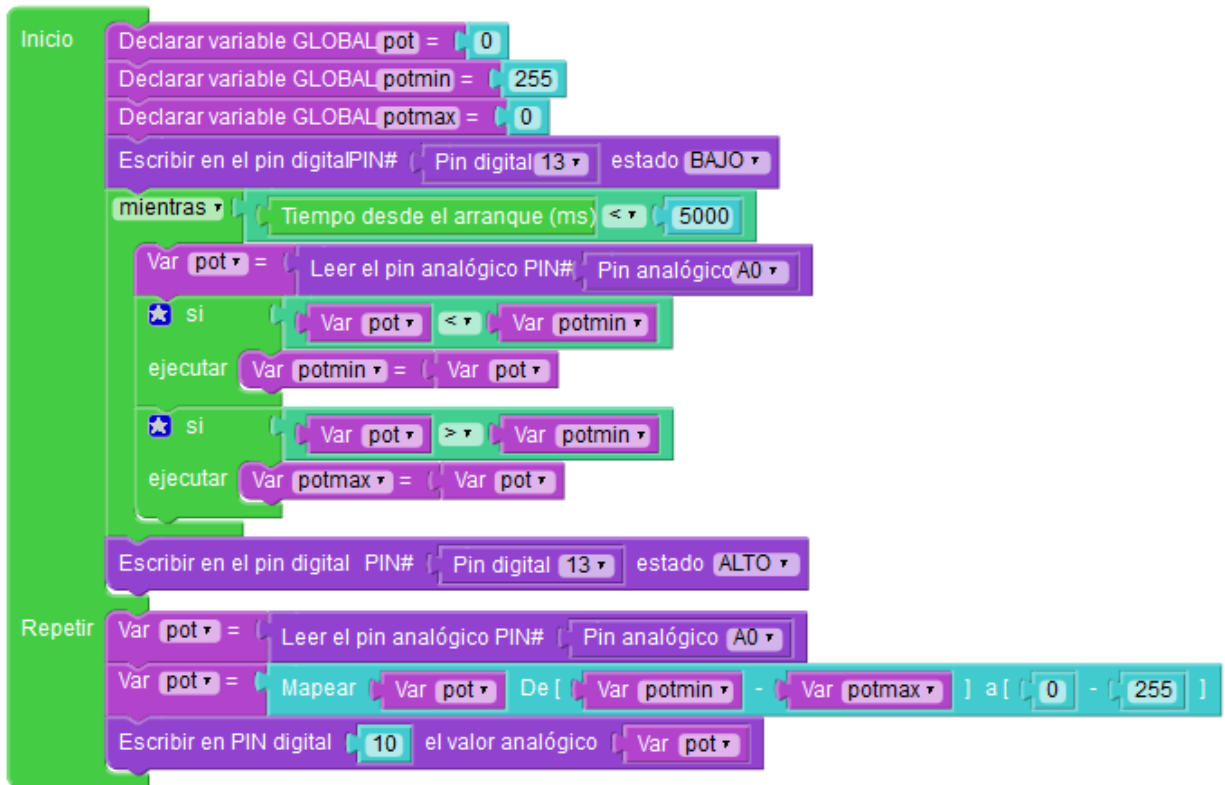 Inicio Declarar variable GLOBAL pot = 0
Declarar variable GLOBAL potmin = 255
Declarar variable GLOBAL potmax = 0
Escribir en el pin digitalPIN# Pin digital 13 estado BAJO
mientras Tiempo desde el arranque (ms) < 5000
Var pot = Leer el pin analógico PIN# Pin analógico A0
si Var pot < Var potmin
ejecutar Var potmin = Var pot
si Var pot > Var potmin
ejecutar Var potmax = Var pot
Escribir en el pin digital PIN# Pin digital 13 estado ALTO
Repetir Var pot = Leer el pin analógico PIN# Pin analógico A0
Var pot = Mapear Var pot De [ Var potmin - Var potmax ] a [ 0 - 255 ]
Escribir en PIN digital 10 el valor analógico Var pot